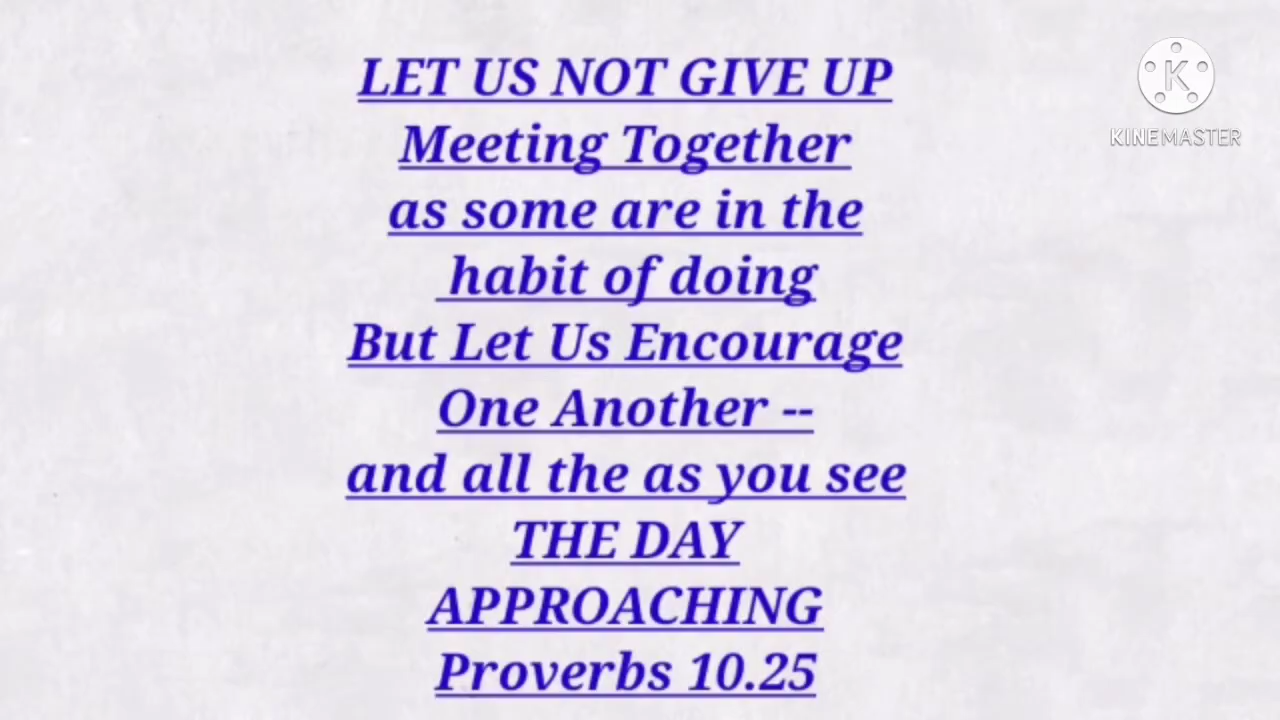 LET US NOT GIVE UP
Meeting Together
as some are in the
habit of doing
But Let Us Encourage
One Another --
and all the as you see
THE DAY
APPROACHING
Proverbs 10.25
K
KINEMASTER